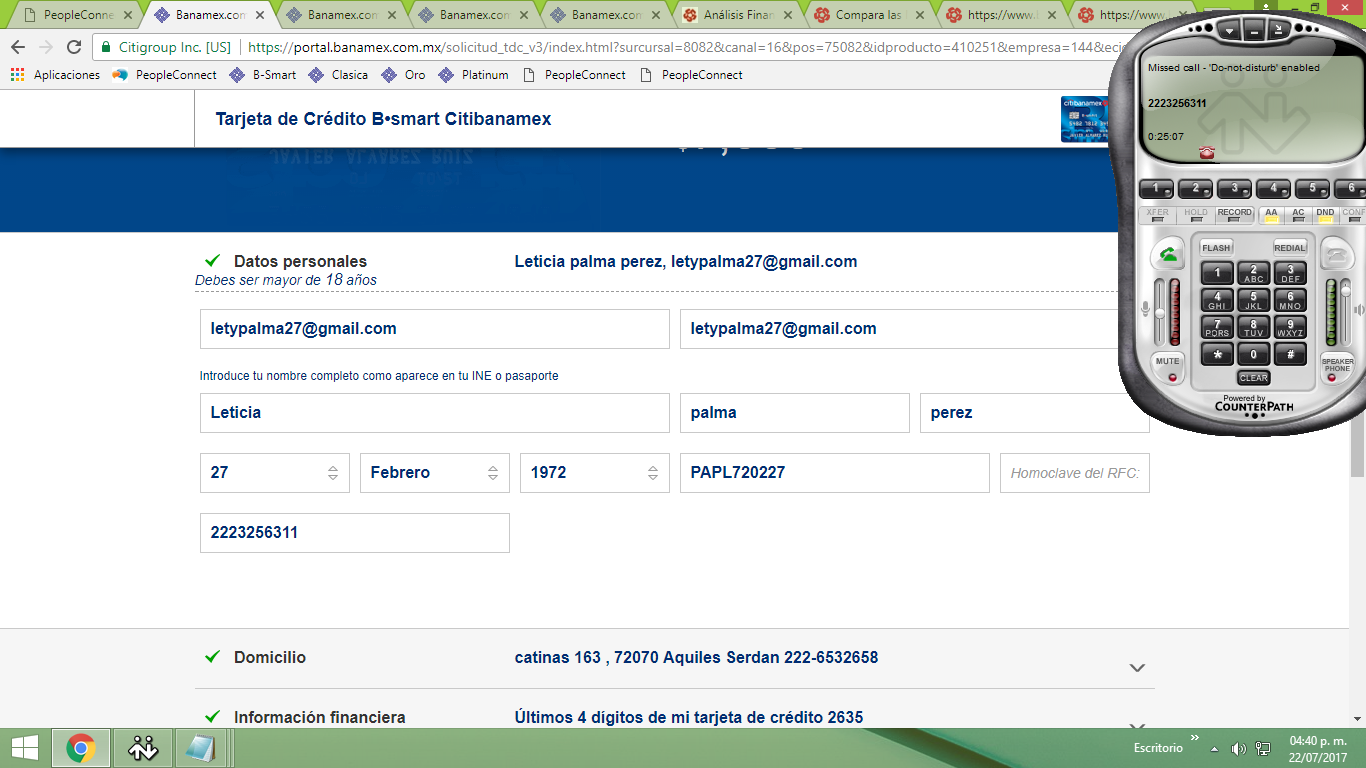 PeopleConne
Banamex.con
Banamex.con
Banamex.con
Banamex.con
Análisis Finan
Compara las
https://www.
https://www.
Citigroup Inc. [US]
https://portal.banamex.com.mx/solicitud_tdc_v3/index.html?surcursal=8082&canal=16&pos=75082&idproducto=410251&empresa=144&eci
Aplicaciones
PeopleConnect
B-Smart
Clasica
Oro
Platinum
PeopleConnect
PeopleConnect
Tarjeta de Crédito B•smart Citibanamex
citibanamex
JAVIER ALVAREZ RUIZ
Datos personales
Leticia palma perez, letypalma27@gmail.com
Debes ser mayor de 18 años
letypalma27@gmail.com
letypalma27@gmail.com
Introduce tu nombre completo como aparece en tu INE o pasaporte
Leticia
palma
perez
27
Febrero
1972
PAPL720227
Homoclave del RFC:
2223256311
Domicilio
catinas 163 , 72070 Aquiles Serdan 222-6532658
Información financiera
Últimos 4 dígitos de mi tarjeta de crédito 2635
Missed call - 'Do-not-disturb' enabled
2223256311
0:25:07
1 2 3 4 5 6
XFER HOLD RECORD AA AC DND CONF
FLASH
REDIAL
1
2 ABC
3 DEF
4 GHI
5 JKL
6 MNO
7 PQRS
8 TUV
9 WXYZ
* 0 #
MUTE
SPEAKER PHONE
CLEAR
Powered by
COUNTERPATH
Escritorio
04:40 p. m.
22/07/2017